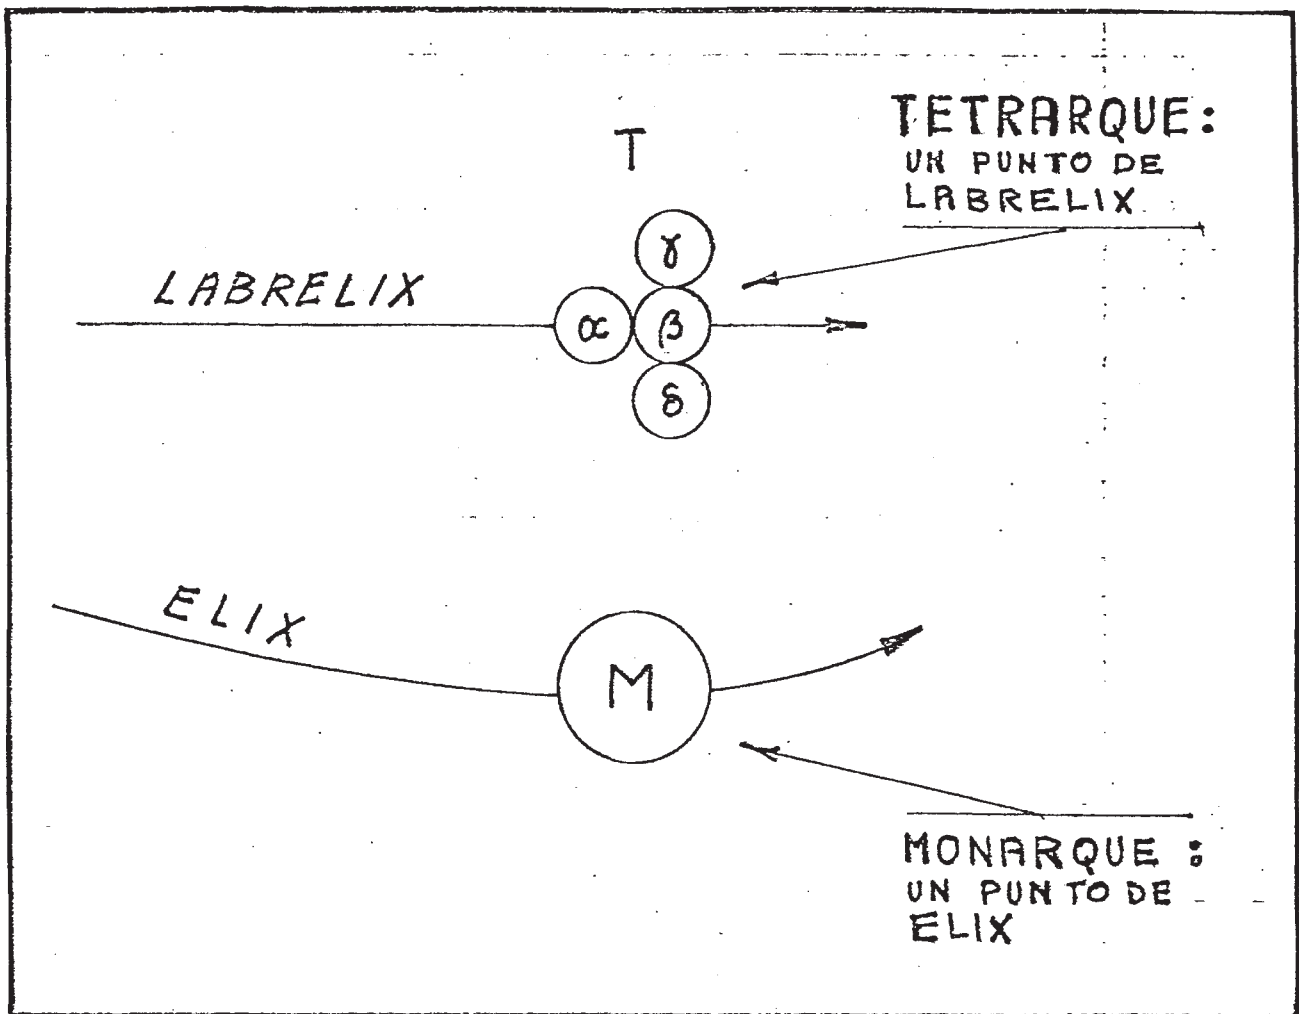 TETRARQUE:
UN PUNTO DE
LABRELIX
T
γ
LABRELIX
α β
δ
ELIX
M
MONARQUE:
UN PUNTO DE
ELIX